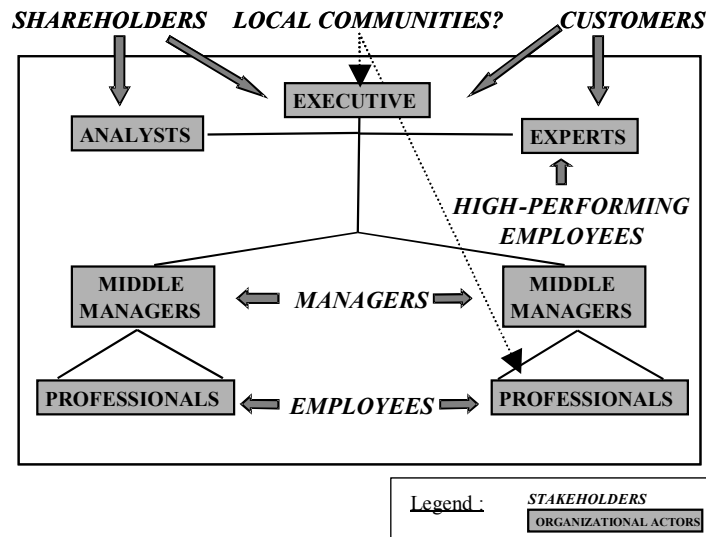 SHAREHOLDERS LOCAL COMMUNITIES? CUSTOMERS
EXECUTIVE
ANALYSTS
EXPERTS
HIGH-PERFORMING
EMPLOYEES
MIDDLE
MANAGERS
MANAGERS
MIDDLE
MANAGERS
PROFESSIONALS
EMPLOYEES
PROFESSIONALS
Legend :
STAKEHOLDERS
ORGANIZATIONAL ACTORS